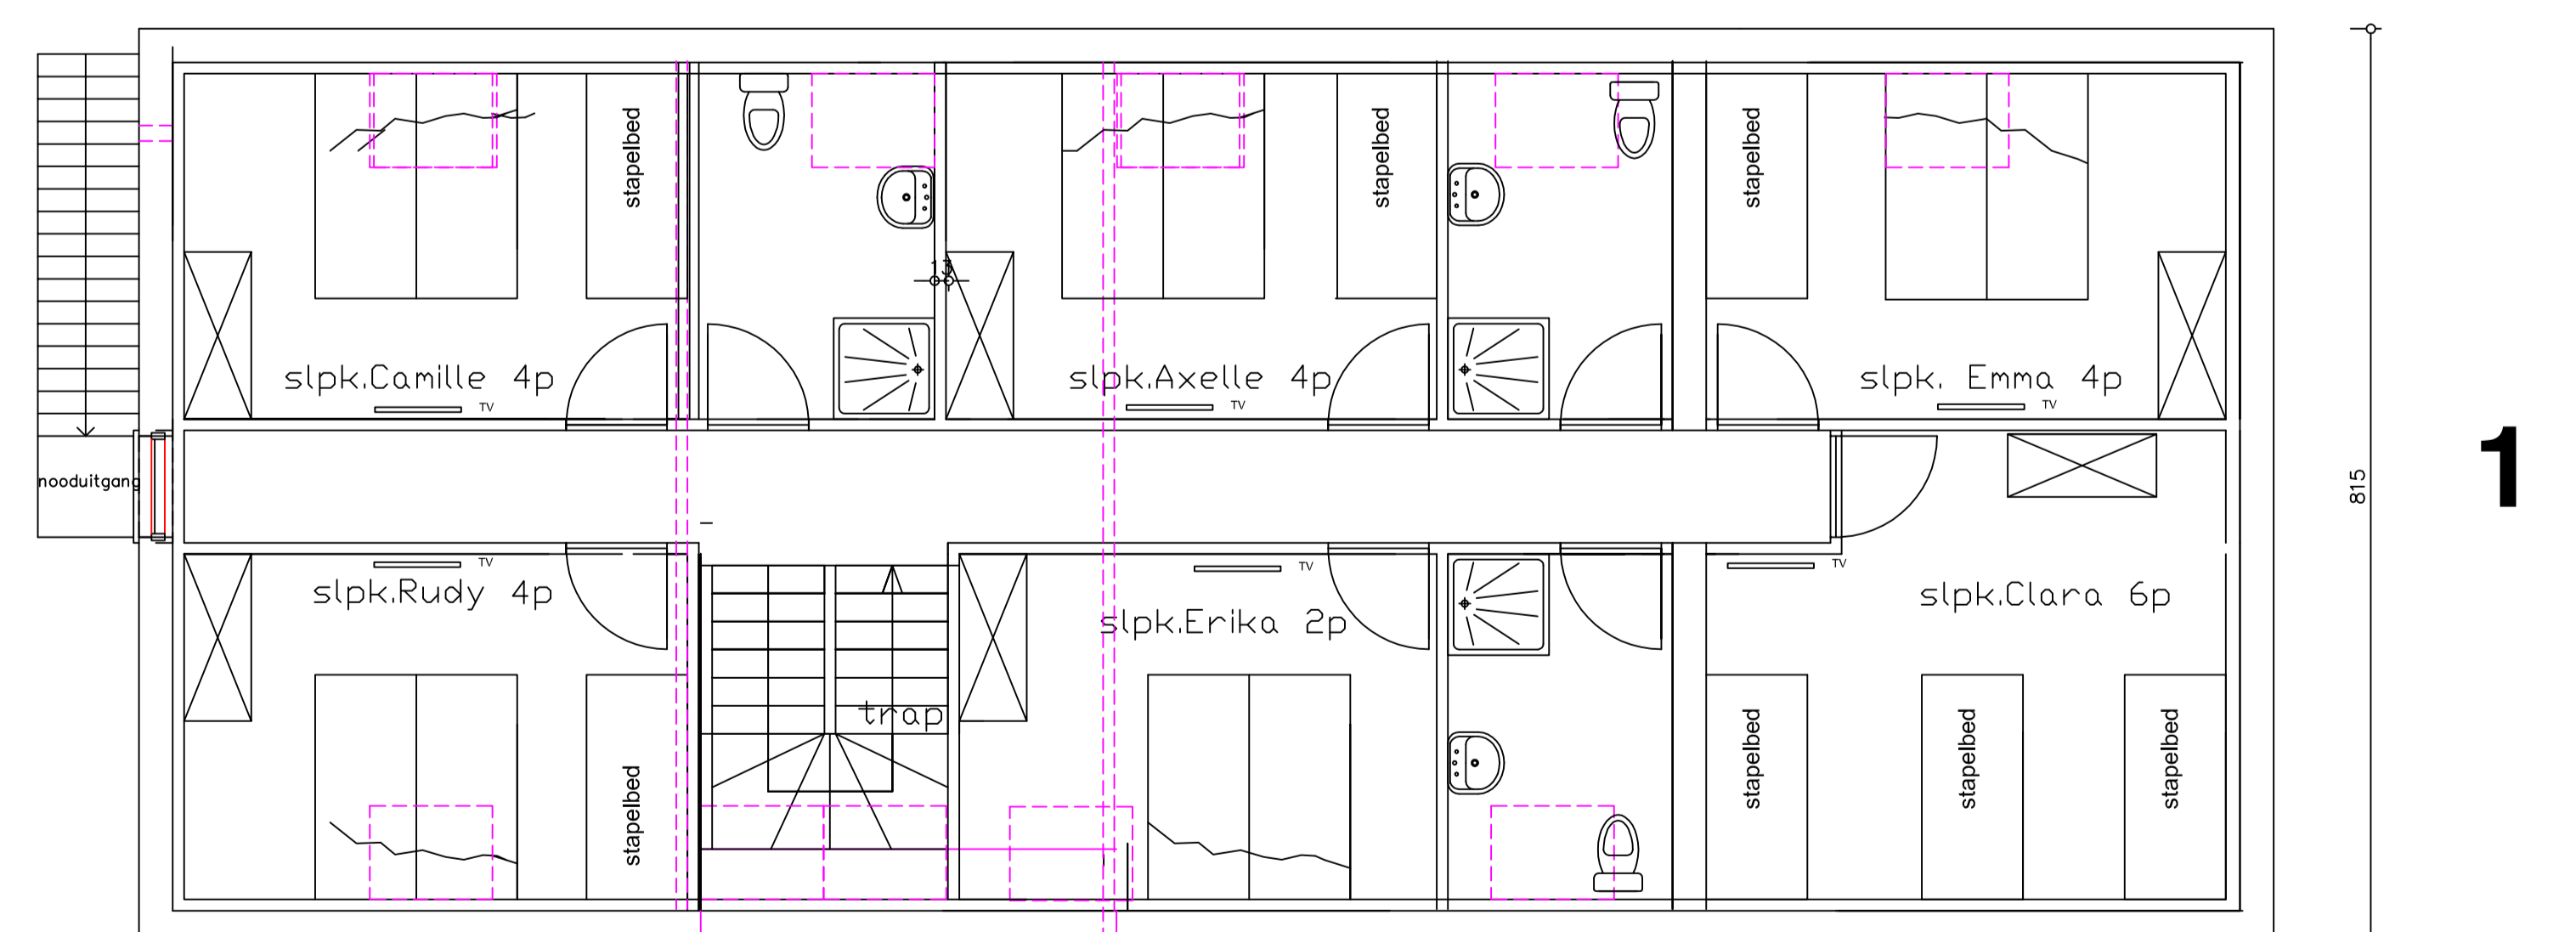 stapelbed
stapelbed
stapelbed
13
slpk.Camille 4p
slpk.Axelle 4p
slpk. Emma 4p
TV
TV
TV
nooduitgang
815
1
TV
TV
TV
slpk.Rudy 4p
slpk.Erika 2p
slpk.Clara 6p
trap
stapelbed
stapelbed
stapelbed
stapelbed